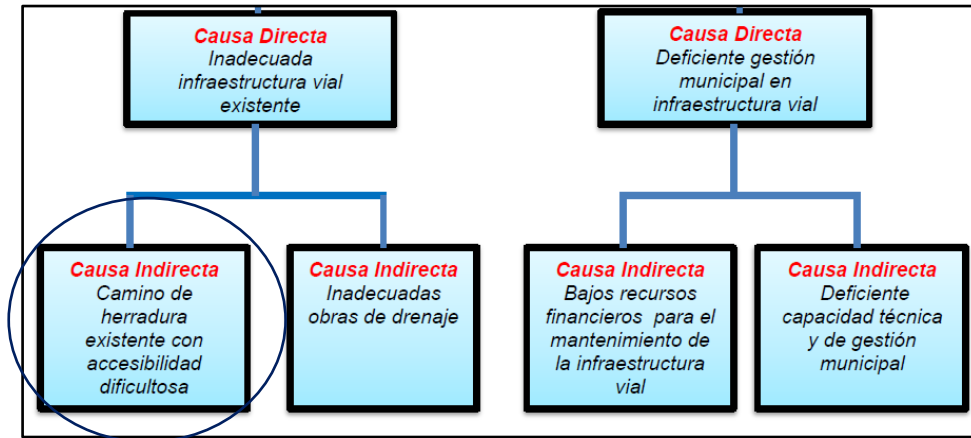 Causa Directa
Inadecuada
infraestructura vial
existente
Causa Directa
Deficiente gestión
municipal en
infraestructura vial
Causa Indirecta
Camino de
herradura
existente con
accesibilidad
dificultosa
Causa Indirecta
Inadecuadas
obras de drenaje
Causa Indirecta
Bajos recursos
financieros para el
mantenimiento de
la infraestructura
vial
Causa Indirecta
Deficiente
capacidad técnica
y de gestión
municipal